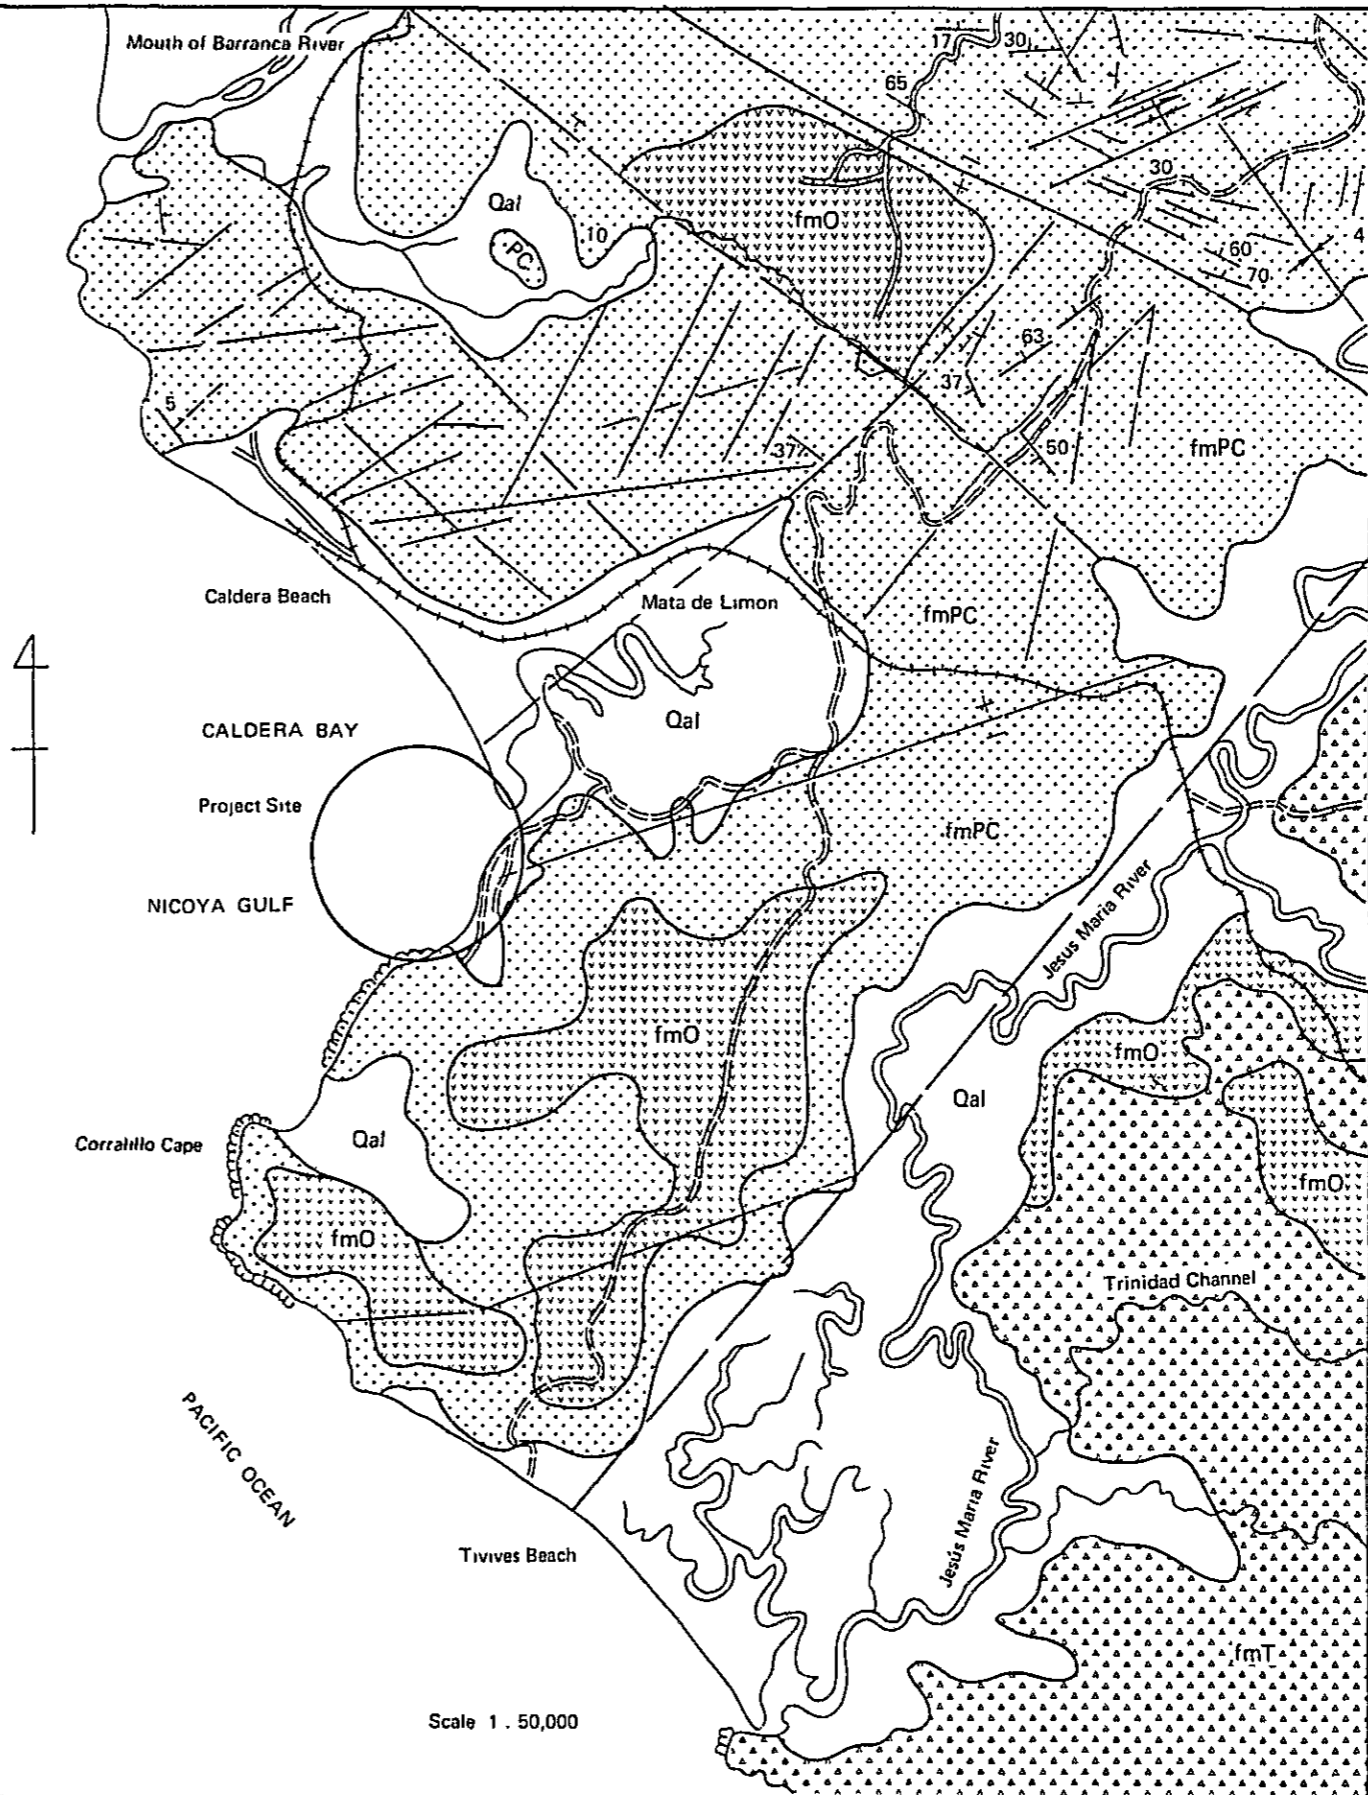 Mouth of Barranca River
17
30
65
30
Qal
fmO
10
PC
4
60
70
63
37
5
37
50
fmPC
Caldera Beach
Mata de Limon
fmPC
Qal
CALDERA BAY
Project Site
fmPC
NICOYA GULF
Jesus Maria River
fmO
fmO
Qal
Corralillo Cape
Qal
fmO
fmO
Trinidad Channel
PACIFIC OCEAN
Jesús Maria River
Tivives Beach
fmT
Scale 1 . 50,000